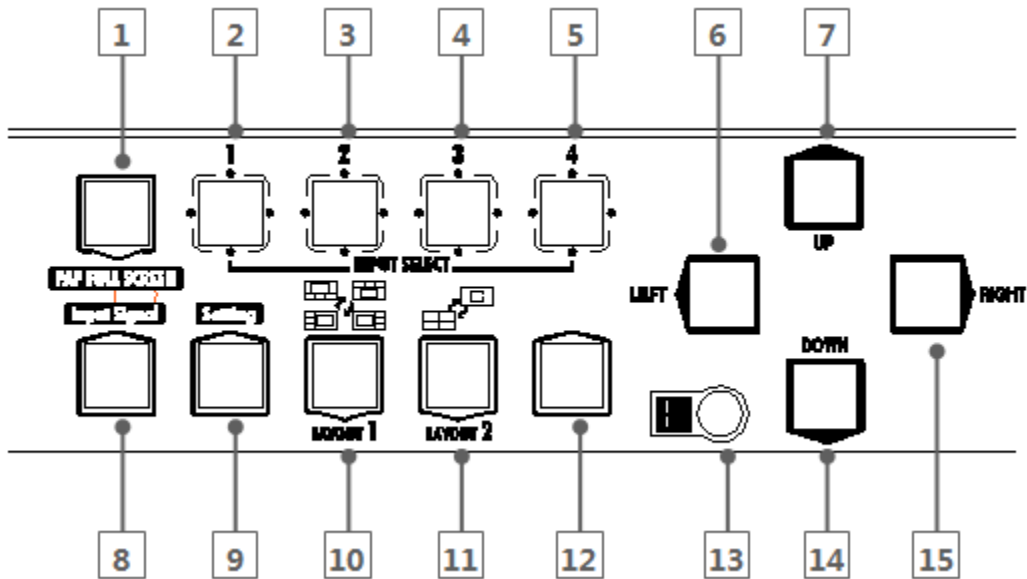 1 2 3 4 5 6 7
1 2 3 4
INPUT SELECT
UP
PAP FULL SCREEN
LEFT
RIGHT
Input Signal
Setting
DOWN
LAYOUT 1
LAYOUT 2
8 9 10 11 12 13 14 15